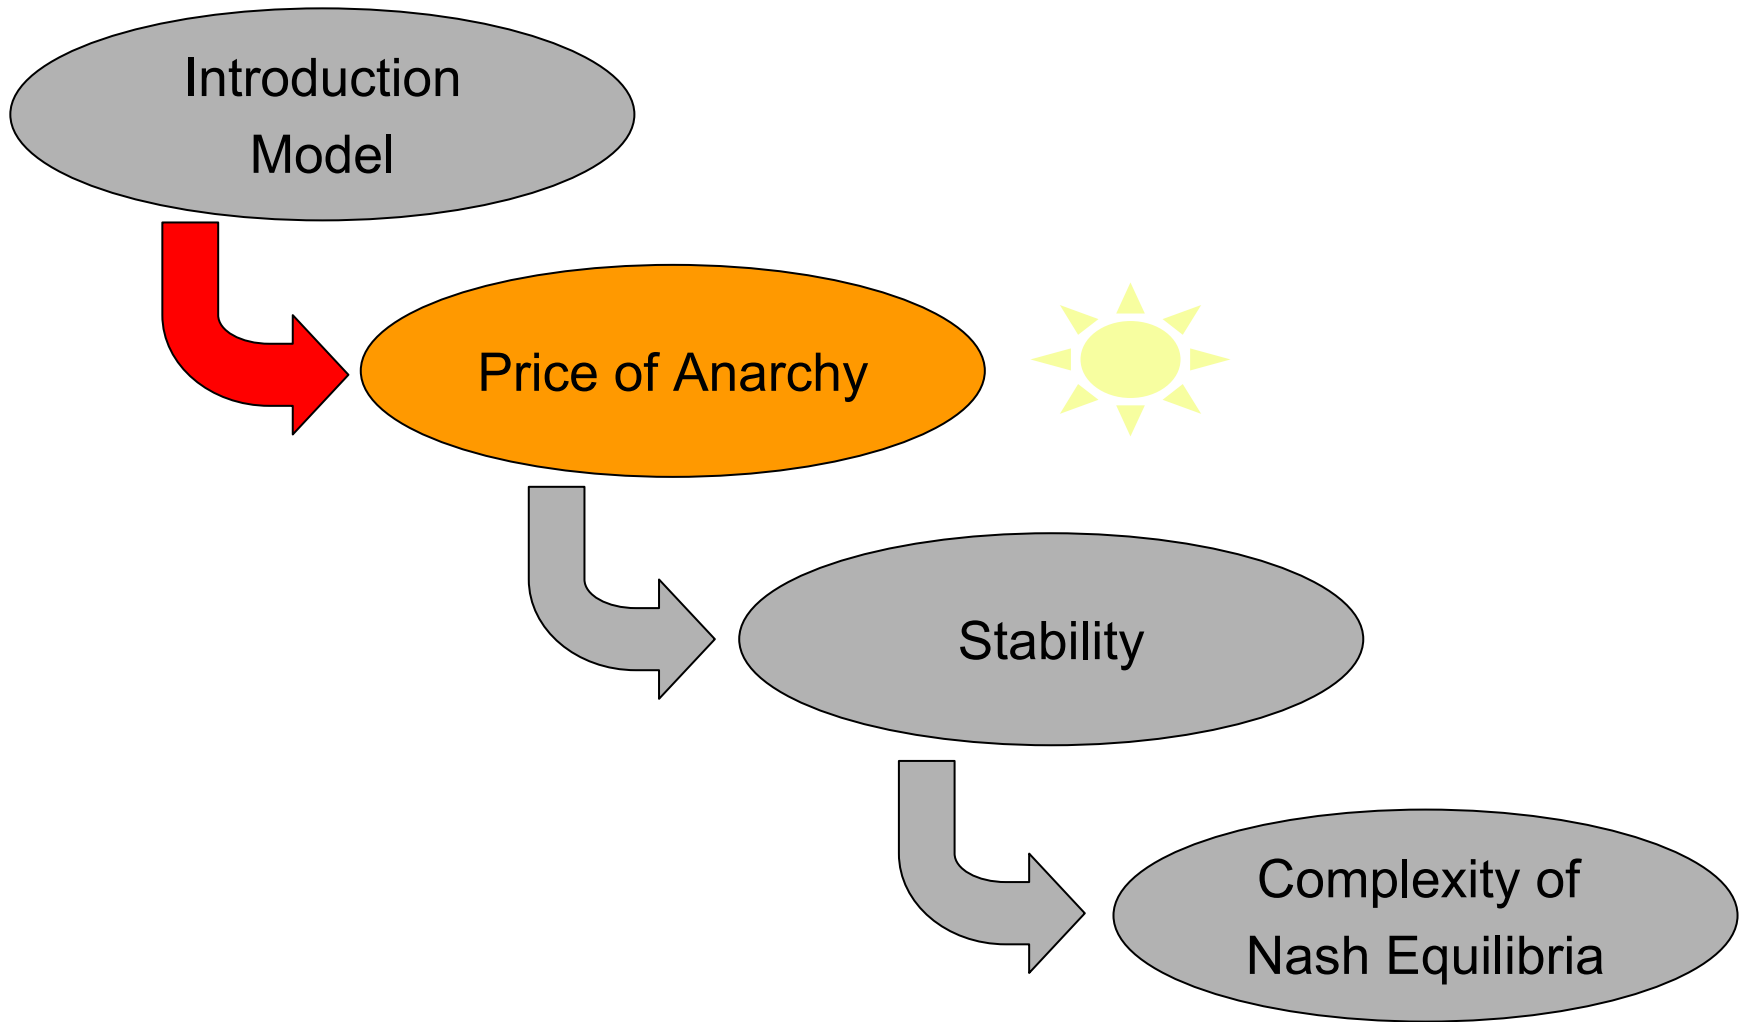 Introduction
Model
Price of Anarchy
Stability
Complexity of
Nash Equilibria